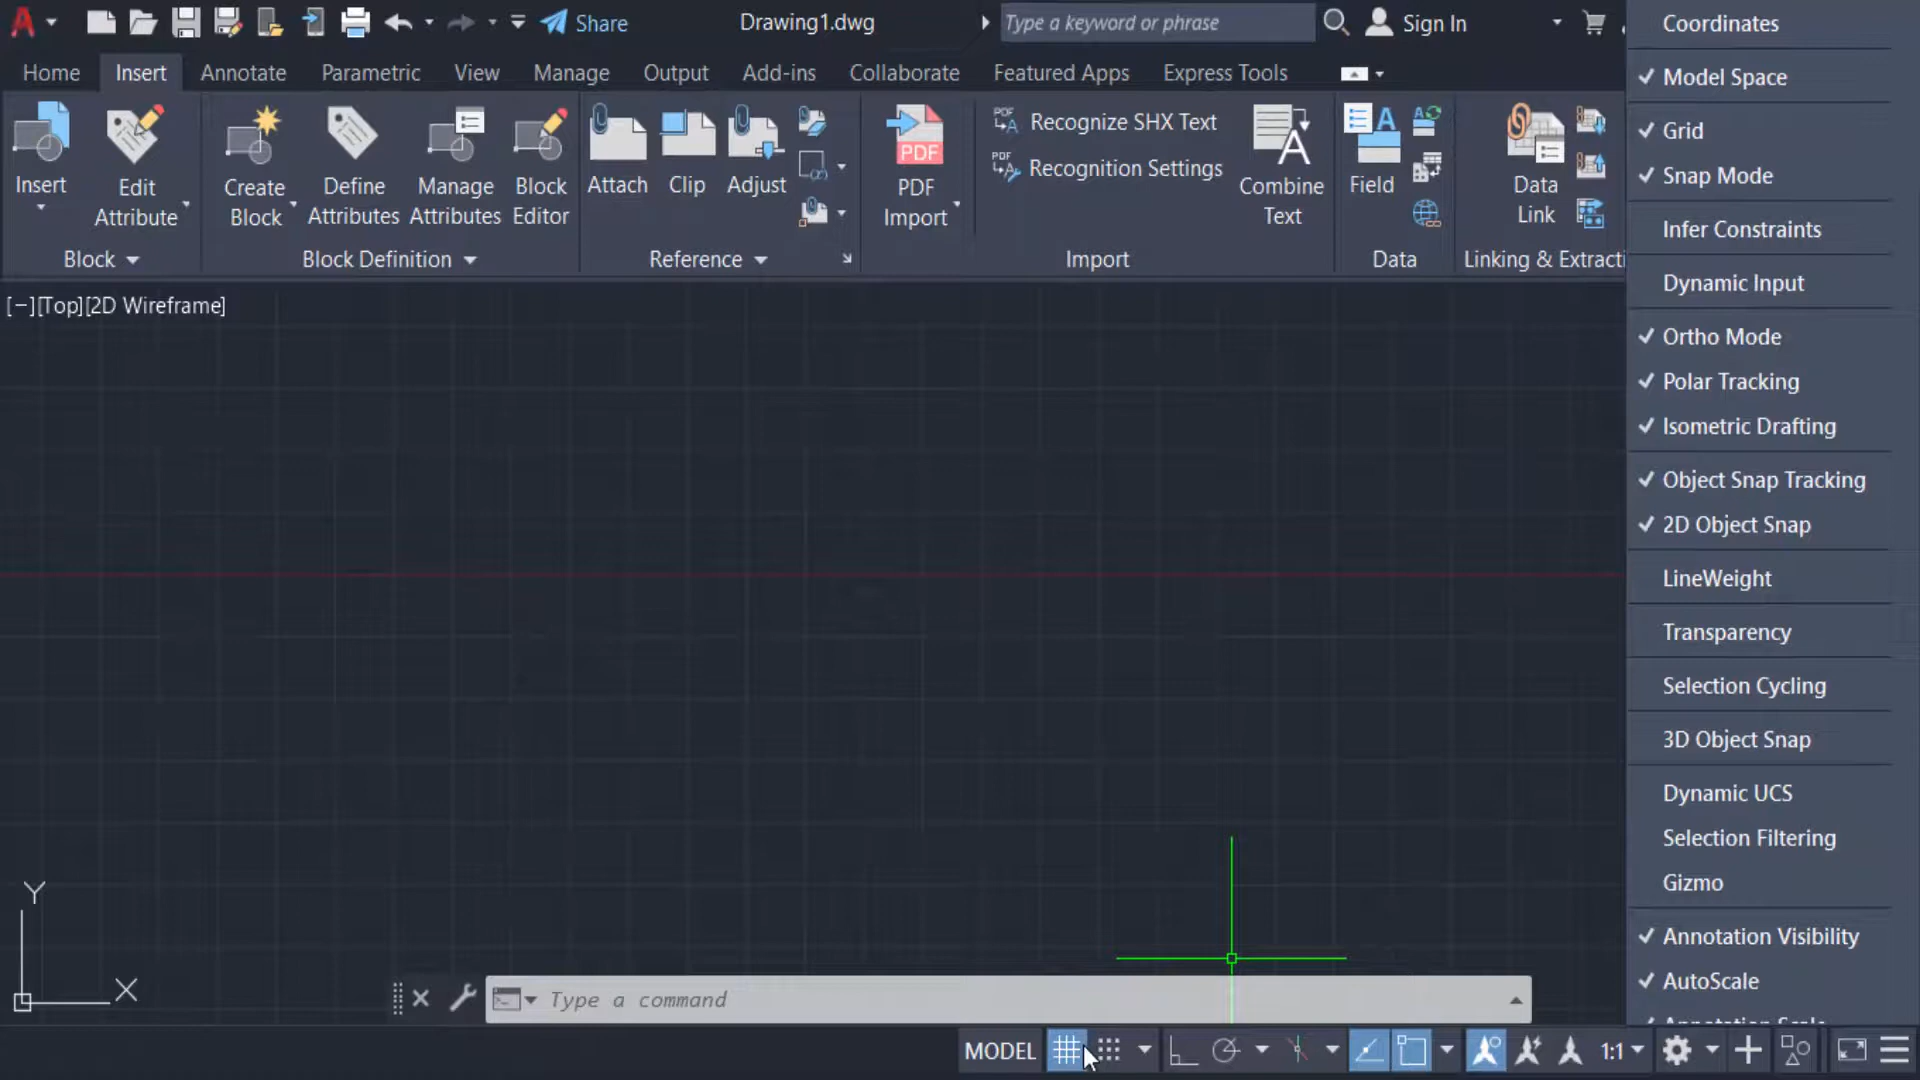 Share
Drawing1.dwg
Type a keyword or phrase
Sign In
Home
Insert
Annotate
Parametric
View
Manage
Output
Add-ins
Collaborate
Featured Apps
Express Tools
Insert
Edit
Attribute
Create
Block
Define
Attributes
Manage
Attributes
Block
Editor
Attach
Clip
Adjust
PDF
PDF
Import
PDF
A
Recognize SHX Text
PDF
A
Recognition Settings
A
Combine
Text
A
Field
Data
Link
Block
Block Definition
Reference
Import
Data
Linking & Extracti
[−][Top][2D Wireframe]
Y
X
Type a command
MODEL
1:1
Coordinates
Model Space
Grid
Snap Mode
Infer Constraints
Dynamic Input
Ortho Mode
Polar Tracking
Isometric Drafting
Object Snap Tracking
2D Object Snap
LineWeight
Transparency
Selection Cycling
3D Object Snap
Dynamic UCS
Selection Filtering
Gizmo
Annotation Visibility
AutoScale